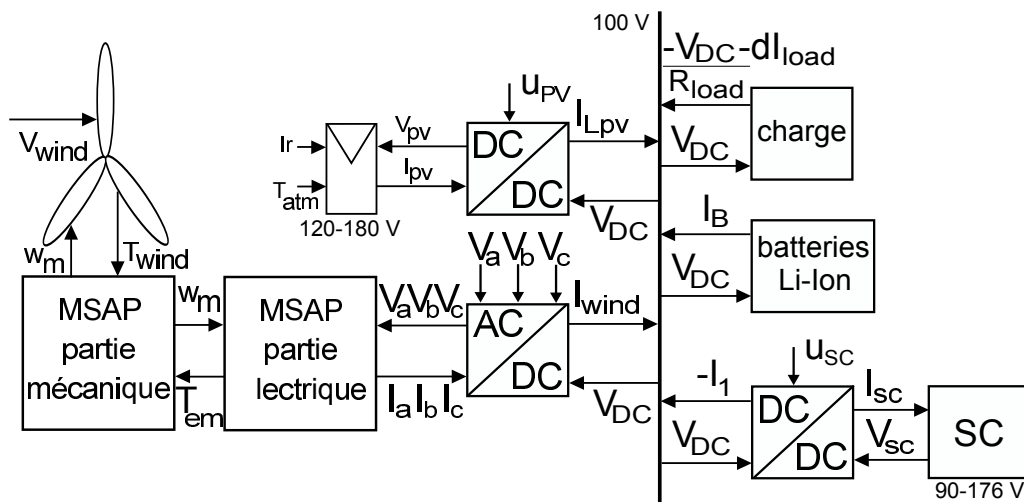 100 V
-V_DC -dI_load
R_load
charge
V_DC
u_PV
I_Lpv
V_pv
I_r
DC
DC
I_pv
T_atm
120-180 V
V_DC
V_wind
w_m
T_wind
I_B
batteries
Li-Ion
V_DC
V_a V_b V_c
I_wind
MSAP
partie
mécanique
w_m
T_em
MSAP
partie
lectrique
V_a V_b V_c
I_a I_b I_c
AC
DC
V_DC
u_SC
-I_1
V_DC
DC
DC
I_sc
V_sc
SC
90-176 V